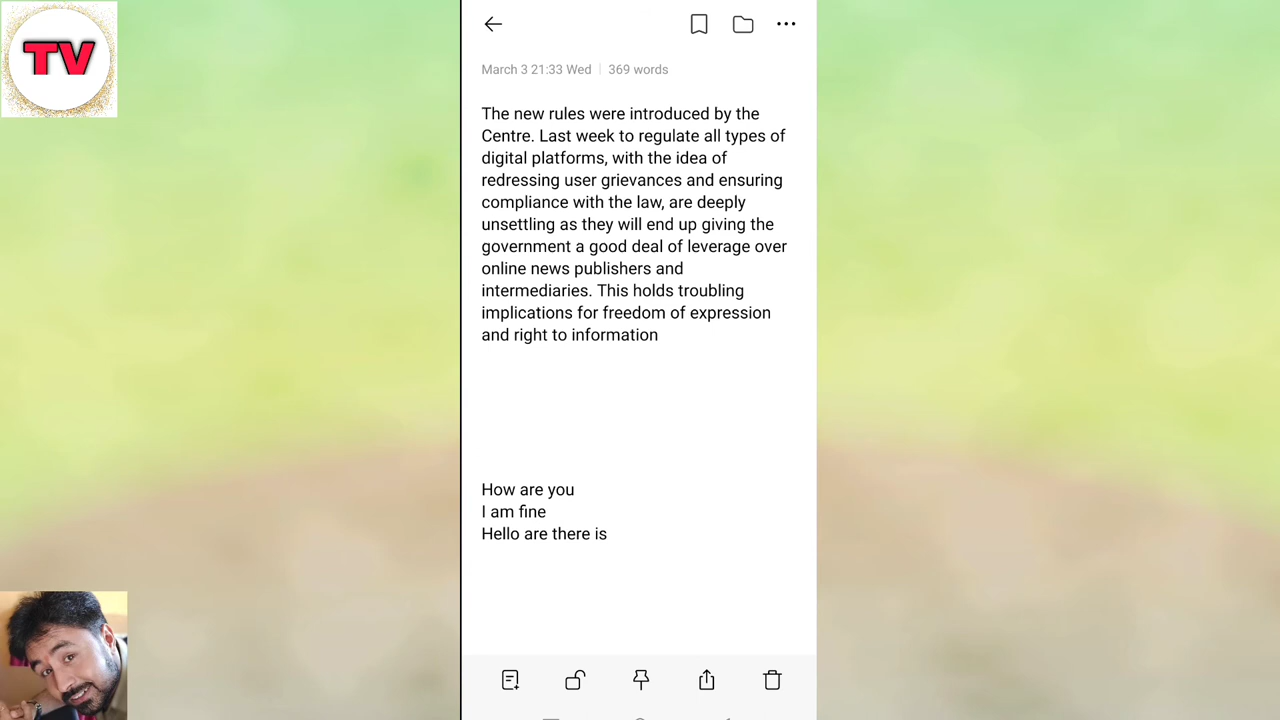 TV
March 3 21:33 Wed | 369 words
The new rules were introduced by the
Centre. Last week to regulate all types of
digital platforms, with the idea of
redressing user grievances and ensuring
compliance with the law, are deeply
unsettling as they will end up giving the
government a good deal of leverage over
online news publishers and
intermediaries. This holds troubling
implications for freedom of expression
and right to information
How are you
I am fine
Hello are there is